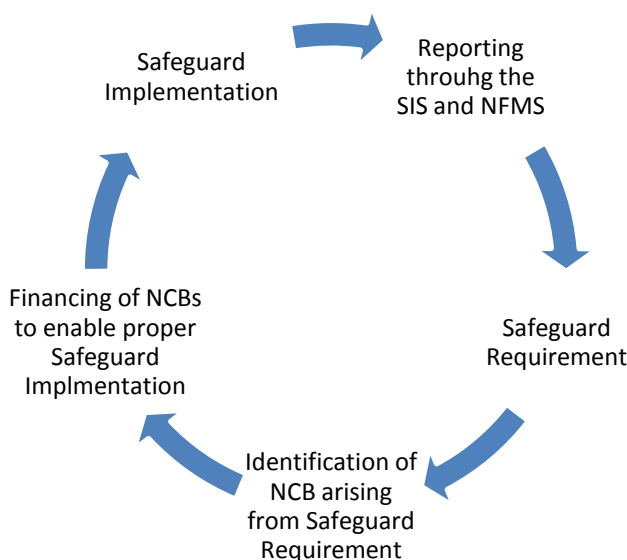 Safeguard
Implementation
Reporting
throuhg the
SIS and NFMS
Safeguard
Requirement
Identification of
NCB arising
from Safeguard
Requirement
Financing of NCBs
to enable proper
Safeguard
Implmentation